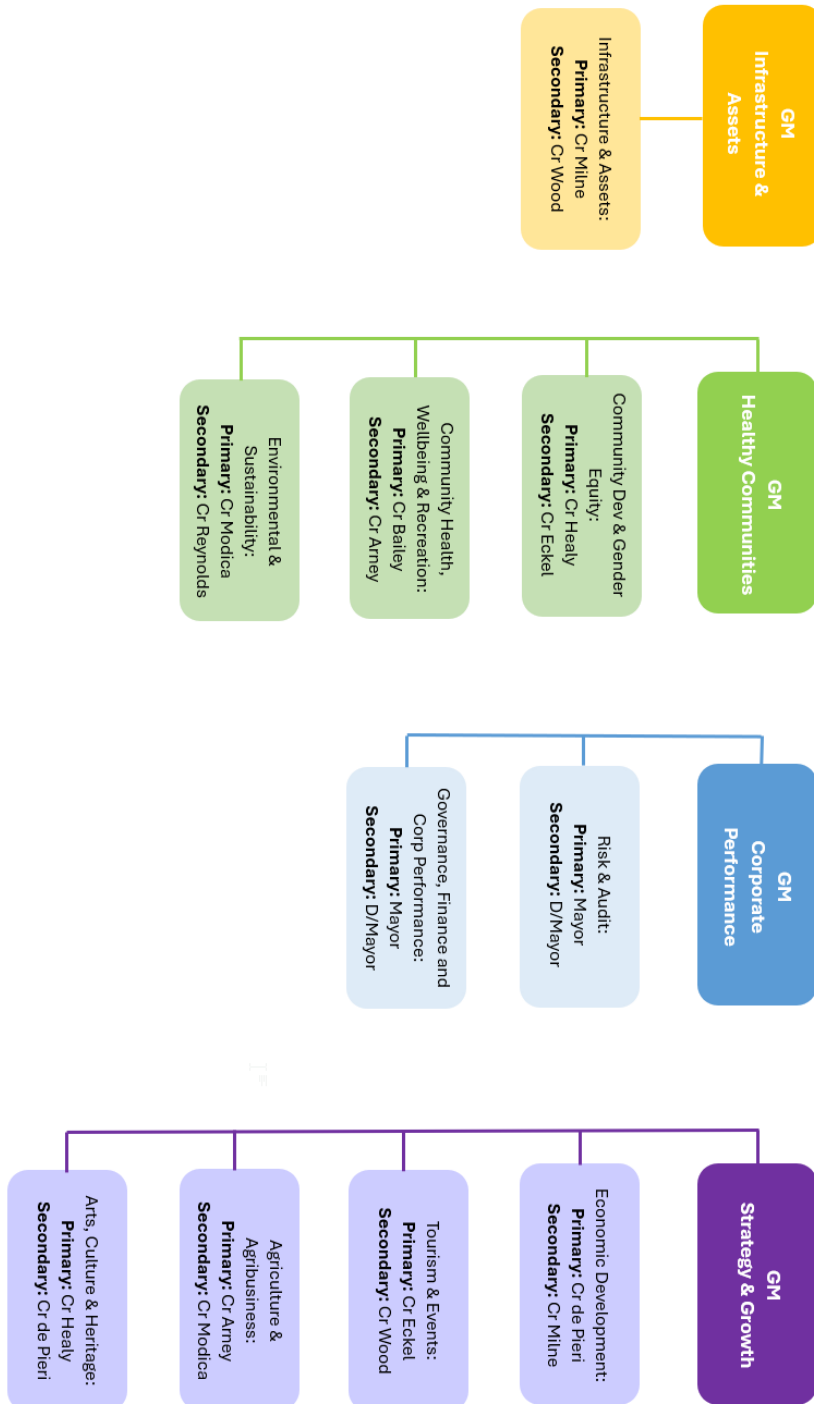 GM
Infrastructure &
Assets
Infrastructure & Assets:
Primary: Cr Milne
Secondary: Cr Wood
GM
Healthy Communities
Community Dev & Gender
Equity:
Primary: Cr Healy
Secondary: Cr Eckel
Community Health,
Wellbeing & Recreation:
Primary: Cr Bailey
Secondary: Cr Arney
Environmental &
Sustainability:
Primary: Cr Modica
Secondary: Cr Reynolds
GM
Corporate
Performance
Risk & Audit:
Primary: Mayor
Secondary: D/Mayor
Governance, Finance and
Corp Performance:
Primary: Mayor
Secondary: D/Mayor
GM
Strategy & Growth
Economic Development:
Primary: Cr de Pieri
Secondary: Cr Milne
Tourism & Events:
Primary: Cr Eckel
Secondary: Cr Wood
Agriculture &
Agribusiness:
Primary: Cr Arney
Secondary: Cr Modica
Arts, Culture & Heritage:
Primary: Cr Healy
Secondary: Cr de Pieri